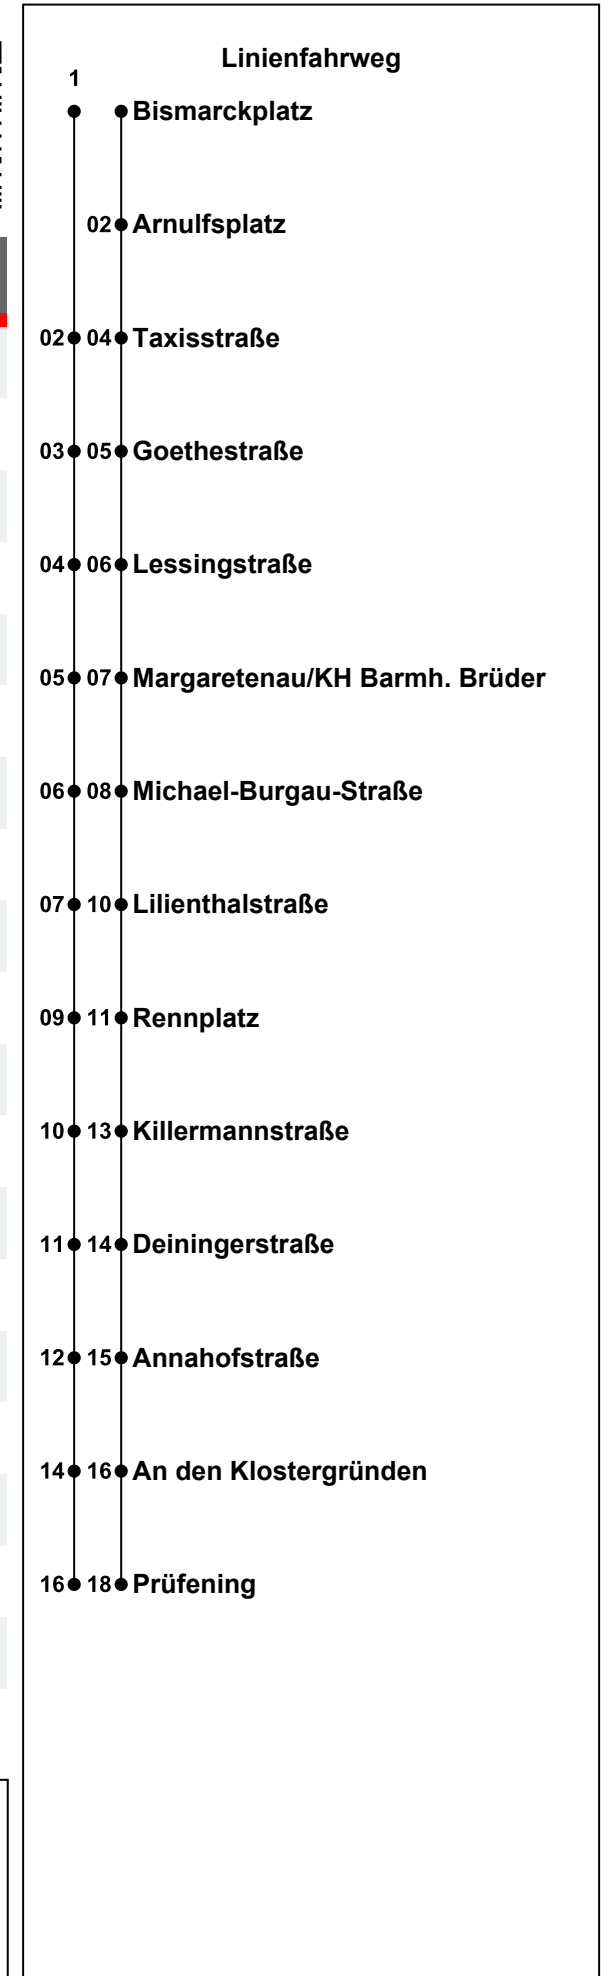 Linienfahrweg
1
Bismarckplatz
02 Arnulfsplatz
02 04 Taxisstraße
03 05 Goethestraße
04 06 Lessingstraße
05 07 Margaretenau/KH Barmh. Brüder
06 08 Michael-Burgau-Straße
07 10 Lilienthalstraße
09 11 Rennplatz
10 13 Killermannstraße
11 14 Deiningerstraße
12 15 Annahofstraße
14 16 An den Klostergründen
16 18 Prüfening